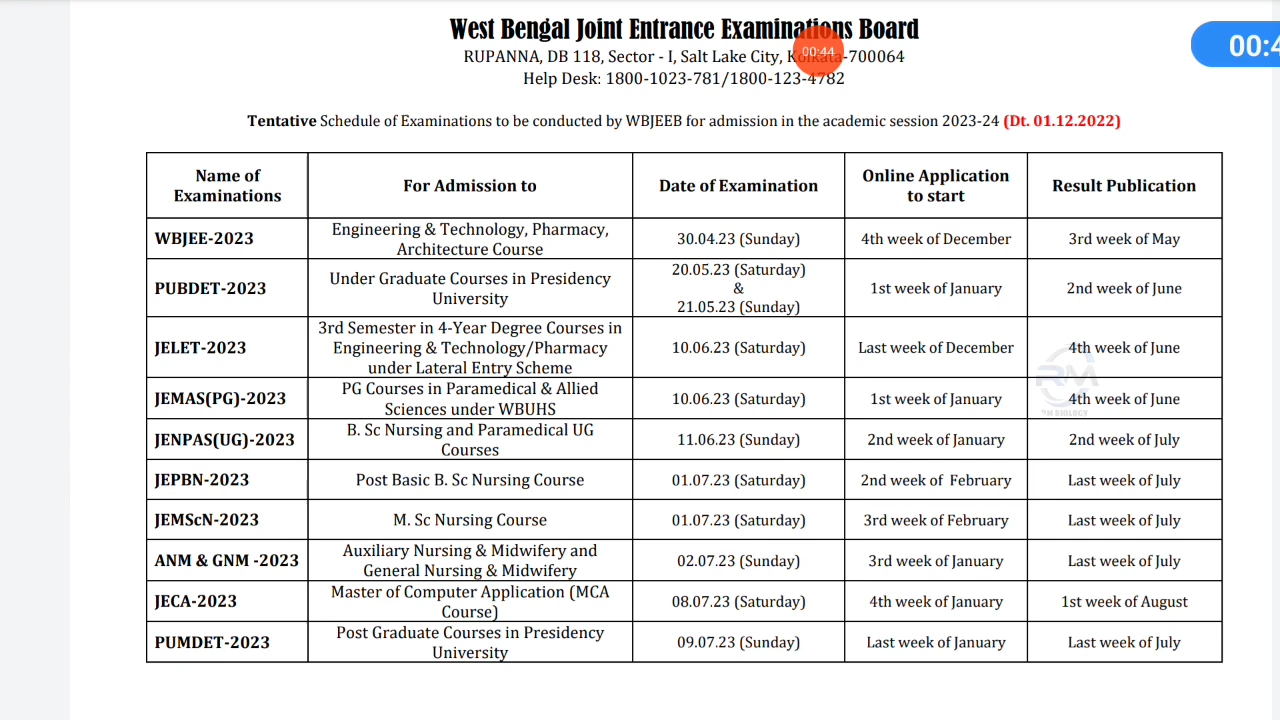 West Bengal Joint Entrance Examinations Board
00:44
RUPANNA, DB 118, Sector - I, Salt Lake City, Kolkata-700064
Help Desk: 1800-1023-781/1800-123-4782
Tentative Schedule of Examinations to be conducted by WBJEEB for admission in the academic session 2023-24 (Dt. 01.12.2022)
Name of
Examinations
For Admission to
Date of Examination
Online Application
to start
Result Publication
WBJEE-2023
Engineering & Technology, Pharmacy,
Architecture Course
30.04.23 (Sunday)
4th week of December
3rd week of May
PUBDET-2023
Under Graduate Courses in Presidency
University
20.05.23 (Saturday)
&
21.05.23 (Sunday)
1st week of January
2nd week of June
JELET-2023
3rd Semester in 4-Year Degree Courses in
Engineering & Technology/Pharmacy
under Lateral Entry Scheme
10.06.23 (Saturday)
Last week of December
4th week of June
JEMAS(PG)-2023
PG Courses in Paramedical & Allied
Sciences under WBUHS
10.06.23 (Saturday)
1st week of January
4th week of June
RM
RM BIOLOGY
JENPAS(UG)-2023
B. Sc Nursing and Paramedical UG
Courses
11.06.23 (Sunday)
2nd week of January
2nd week of July
JEPBN-2023
Post Basic B. Sc Nursing Course
01.07.23 (Saturday)
2nd week of February
Last week of July
JEMScN-2023
M. Sc Nursing Course
01.07.23 (Saturday)
3rd week of February
Last week of July
ANM & GNM -2023
Auxiliary Nursing & Midwifery and
General Nursing & Midwifery
02.07.23 (Sunday)
3rd week of January
Last week of July
JECA-2023
Master of Computer Application (MCA
Course)
08.07.23 (Saturday)
4th week of January
1st week of August
PUMDET-2023
Post Graduate Courses in Presidency
University
09.07.23 (Sunday)
Last week of January
Last week of July